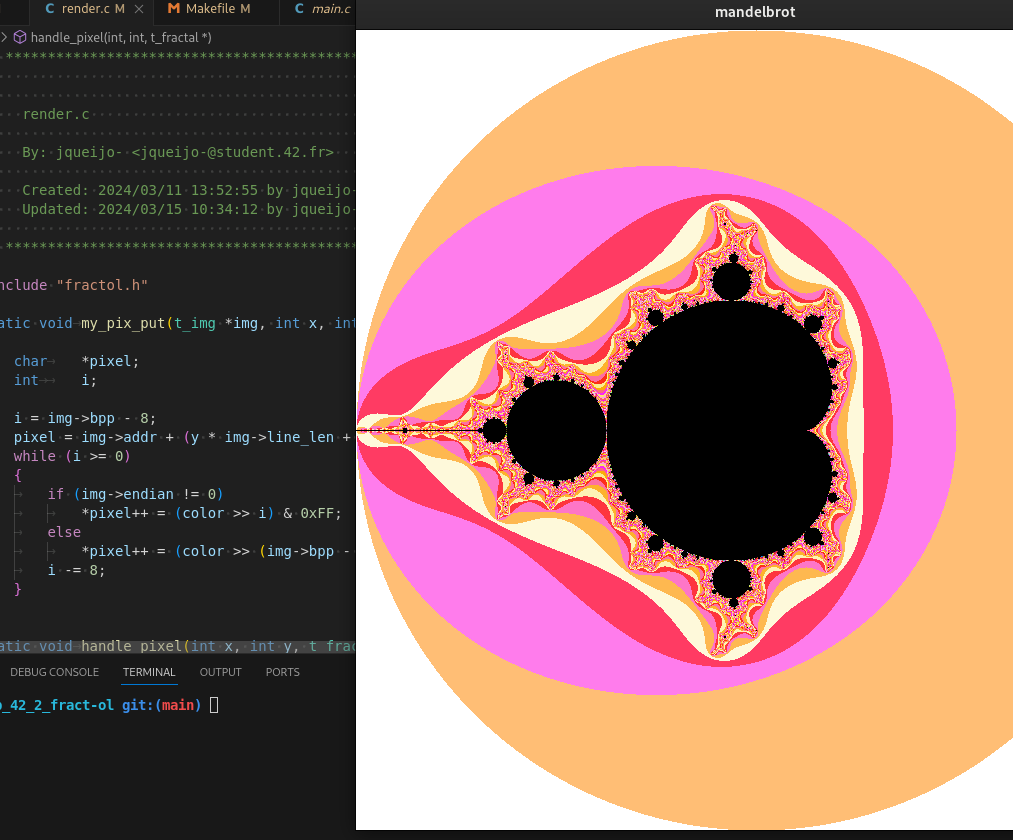 render.c M
Makefile M
main.c
mandelbrot
handle_pixel(int, int, t_fractal *)
render.c
By: jqueijo- <jqueijo-@student.42.fr>
Created: 2024/03/11 13:52:55 by jqueijo-
Updated: 2024/03/15 10:34:12 by jqueijo-
nclude "fractol.h"
atic void my_pix_put(t_img *img, int x, int
char *pixel;
int i;
i = img->bpp - 8;
pixel = img->addr + (y * img->line_len +
while (i >= 0)
{
if (img->endian != 0)
*pixel++ = (color >> i) & 0xFF;
else
*pixel++ = (color >> (img->bpp -
i -= 8;
}
atic void handle_pixel(int x, int y, t_frac
DEBUG CONSOLE TERMINAL OUTPUT PORTS
_42_2_fract-ol git:(main)